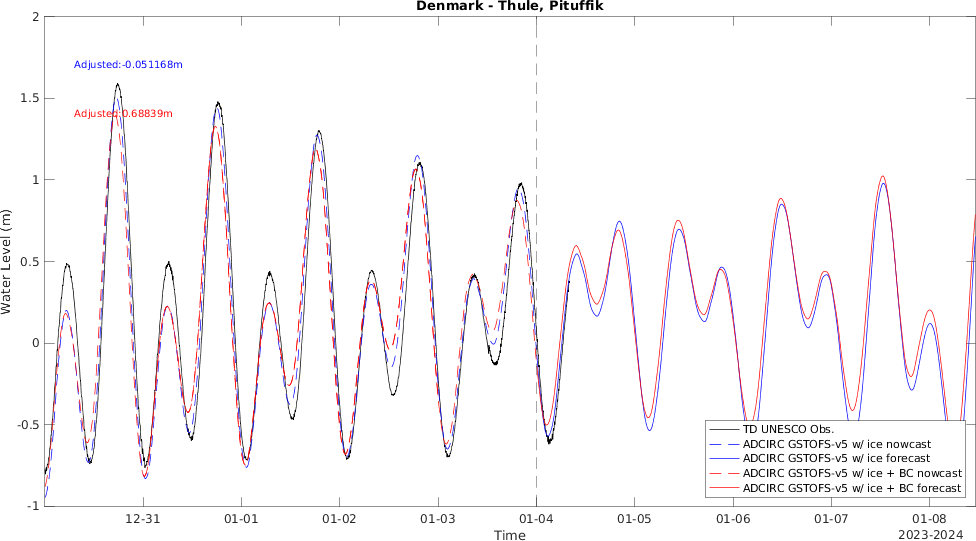 Denmark - Thule, Pituffik
2
1.5
1
0.5
0
-0.5
-1
Water Level (m)
Adjusted:-0.051168m
Adjusted:0.68839m
TD UNESCO Obs.
ADCIRC GSTOFS-v5 w/ ice nowcast
ADCIRC GSTOFS-v5 w/ ice forecast
ADCIRC GSTOFS-v5 w/ ice + BC nowcast
ADCIRC GSTOFS-v5 w/ ice + BC forecast
12-31 01-01 01-02 01-03 01-04 01-05 01-06 01-07 01-08
Time
2023-2024